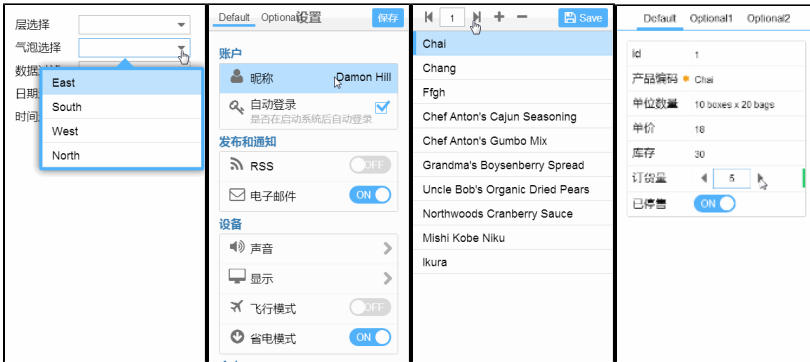 层选择
气泡选择
East
South
West
North
Default Optional 设置 保存
账户
昵称 Damon Hill
自动登录
是否在启动系统后自动登录
发布和通知
RSS OFF
电子邮件 ON
设备
声音
显示
飞行模式 OFF
省电模式 ON
1 Save
Chai
Chang
Ffgh
Chef Anton's Cajun Seasoning
Chef Anton's Gumbo Mix
Grandma's Boysenberry Spread
Uncle Bob's Organic Dried Pears
Northwoods Cranberry Sauce
Mishi Kobe Niku
Ikura
Default Optional1 Optional2
id 1
产品编码 Chai
单位数量 10 boxes x 20 bags
单价 18
库存 30
订货量 5
已停售 ON